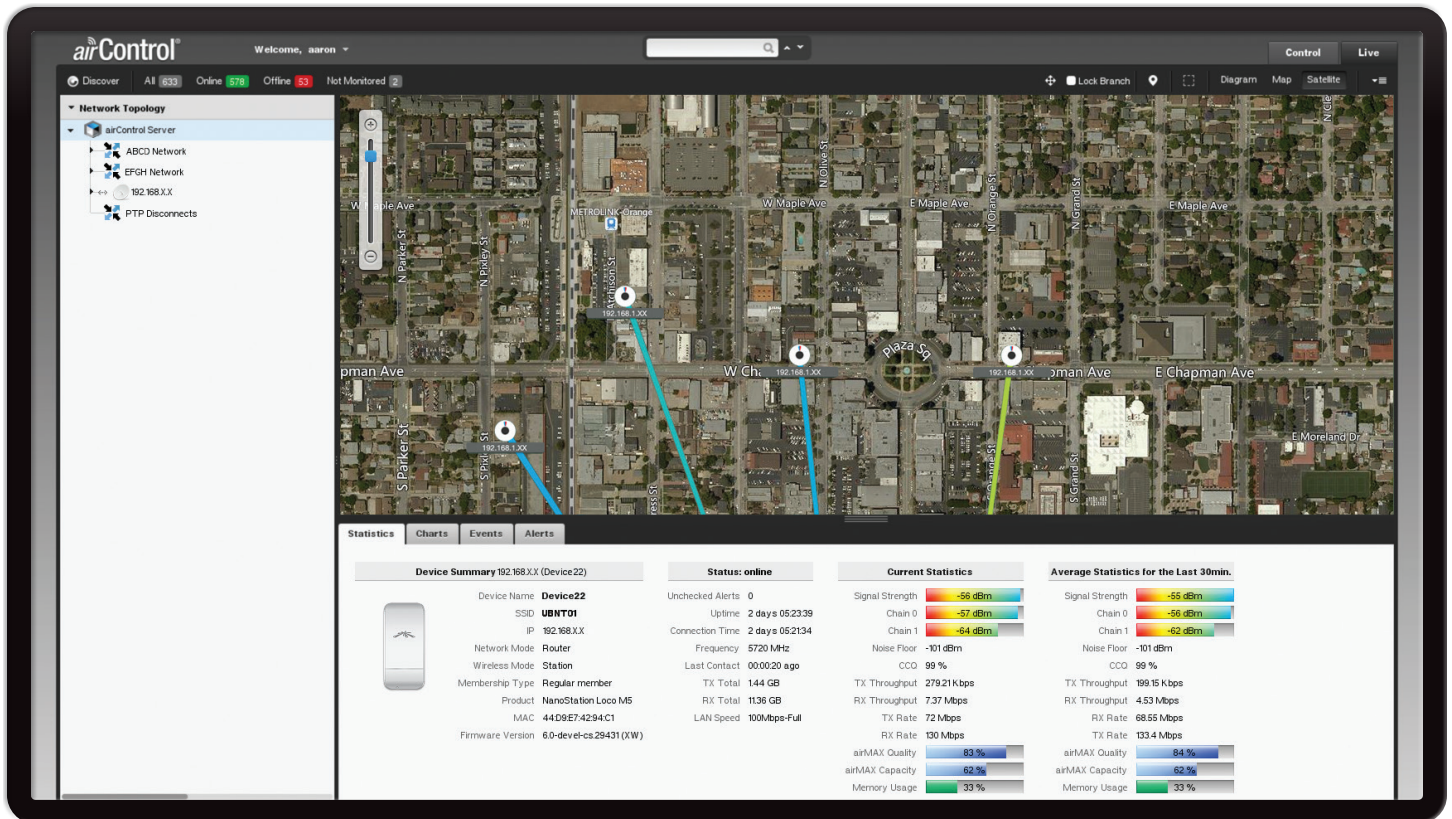 airControl®
Welcome, aaron
Control Live
Discover All 633 Online 578 Offline 53 Not Monitored 2
Lock Branch Diagram Map Satellite
Network Topology
airControl Server
ABCD Network
EFGH Network
192.168.X.X
PTP Disconnects
W Maple Ave
METROLINK-Orange
W Maple Ave
E Maple Ave
E Maple Ave
N Parker St
N Pixley St
Atchison St
N Olive St
N Orange St
N Grand St
N Cle
192.168.1.XX
Plaza Sq
pman Ave
W Cha
192.168.1.XX
192.168.1.XX
pman Ave
E Chapman Ave
192.168.1.XX
E Moreland Dr
S Parker St
S Pixl St
ress St
S Orange St
S Grand St
Statistics Charts Events Alerts
Device Summary 192.168.X.X (Device22)
Device Name Device22
SSID UBNT01
IP 192.168.X.X
Network Mode Router
Wireless Mode Station
Membership Type Regular member
Product NanoStation Loco M5
MAC 44:D9:E7:42:94:C1
Firmware Version 6.0-devel-cs.29431 (XW)
Status: online
Unchecked Alerts 0
Uptime 2 days 05:23:39
Connection Time 2 days 05:21:34
Frequency 5720 MHz
Last Contact 00:00:20 ago
TX Total 1.44 GB
RX Total 11.36 GB
LAN Speed 100Mbps-Full
Current Statistics
Signal Strength -56 dBm
Chain 0 -57 dBm
Chain 1 -64 dBm
Noise Floor -101 dBm
CCQ 99 %
TX Throughput 279.21 Kbps
RX Throughput 7.37 Mbps
TX Rate 72 Mbps
RX Rate 130 Mbps
airMAX Quality 83 %
airMAX Capacity 62 %
Memory Usage 33 %
Average Statistics for the Last 30min.
Signal Strength -55 dBm
Chain 0 -56 dBm
Chain 1 -62 dBm
Noise Floor -101 dBm
CCQ 99 %
TX Throughput 199.15 Kbps
RX Throughput 4.53 Mbps
RX Rate 68.55 Mbps
TX Rate 133.4 Mbps
airMAX Quality 84 %
airMAX Capacity 62 %
Memory Usage 33 %